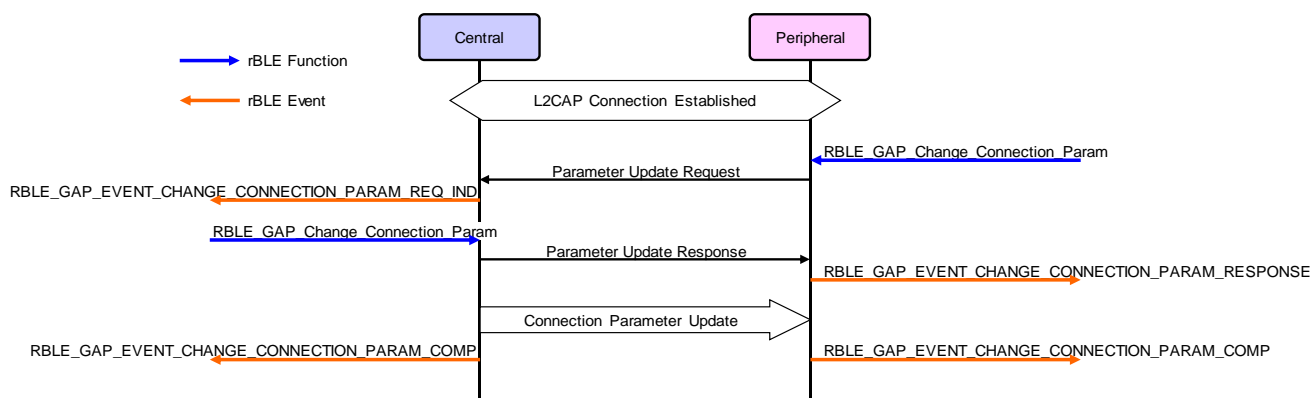 Central
Peripheral
rBLE Function
rBLE Event
L2CAP Connection Established
RBLE_GAP_Change_Connection_Param
Parameter Update Request
RBLE_GAP_EVENT_CHANGE_CONNECTION_PARAM_REQ_IND
RBLE_GAP_Change_Connection_Param
Parameter Update Response
RBLE_GAP_EVENT_CHANGE_CONNECTION_PARAM_RESPONSE
Connection Parameter Update
RBLE_GAP_EVENT_CHANGE_CONNECTION_PARAM_COMP
RBLE_GAP_EVENT_CHANGE_CONNECTION_PARAM_COMP